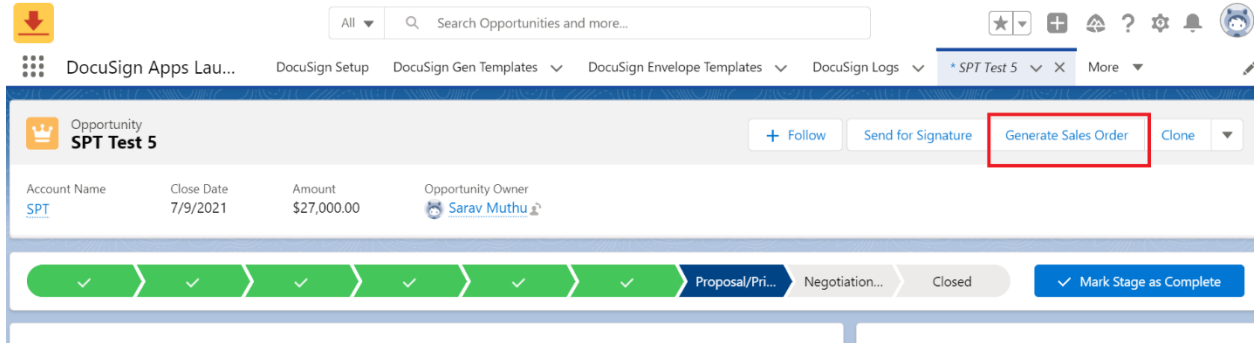 All
Search Opportunities and more...
DocuSign Apps Lau... DocuSign Setup DocuSign Gen Templates DocuSign Envelope Templates DocuSign Logs * SPT Test 5 More
Opportunity
SPT Test 5
+ Follow Send for Signature Generate Sales Order Clone
Account Name Close Date Amount Opportunity Owner
SPT 7/9/2021 $27,000.00 Sarav Muthu
Proposal/Pri... Negotiation... Closed Mark Stage as Complete